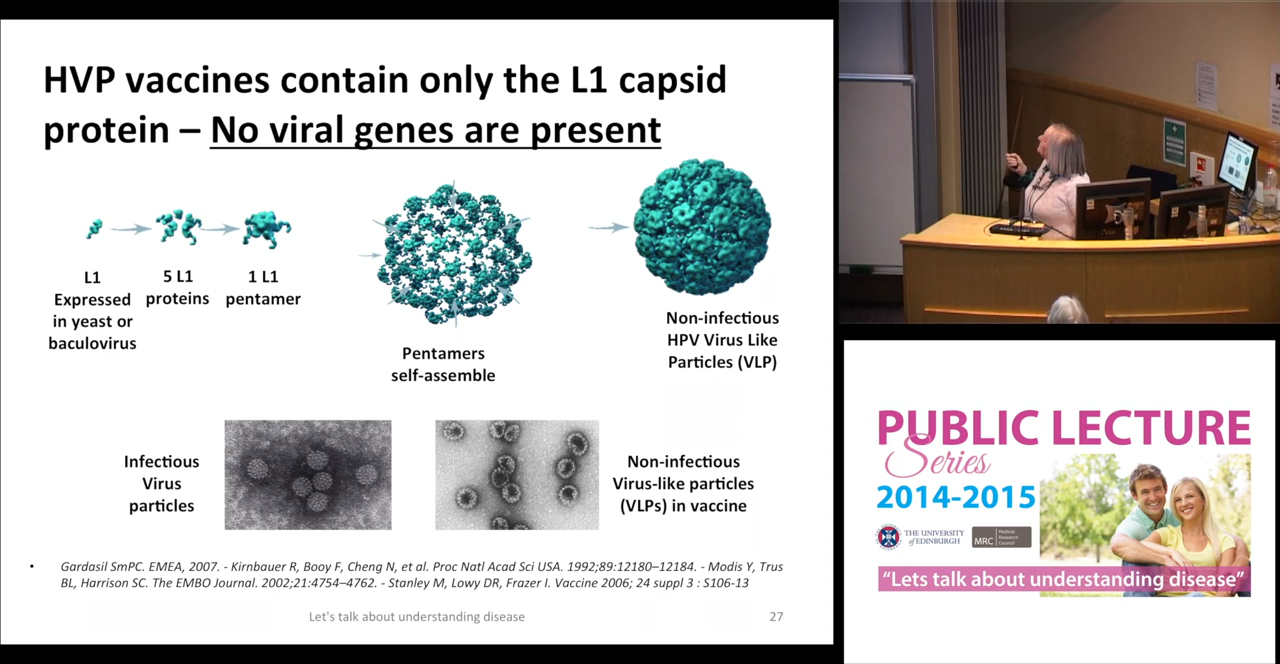 HVP vaccines contain only the L1 capsid
protein – No viral genes are present
L1
Expressed
in yeast or
baculovirus
5 L1
proteins
1 L1
pentamer
Pentamers
self-assemble
Non-infectious
HPV Virus Like
Particles (VLP)
Infectious
Virus
particles
Non-infectious
Virus-like particles
(VLPs) in vaccine
• Gardasil SmPC. EMEA, 2007. - Kirnbauer R, Booy F, Cheng N, et al. Proc Natl Acad Sci USA. 1992;89:12180–12184. - Modis Y, Trus
BL, Harrison SC. The EMBO Journal. 2002;21:4754–4762. - Stanley M, Lowy DR, Frazer I. Vaccine 2006; 24 suppl 3 : S106-13
Let's talk about understanding disease
27
PUBLIC LECTURE
Series
2014-2015
THE UNIVERSITY
of EDINBURGH
MRC
Medical
Research
Council
“Lets talk about understanding disease”